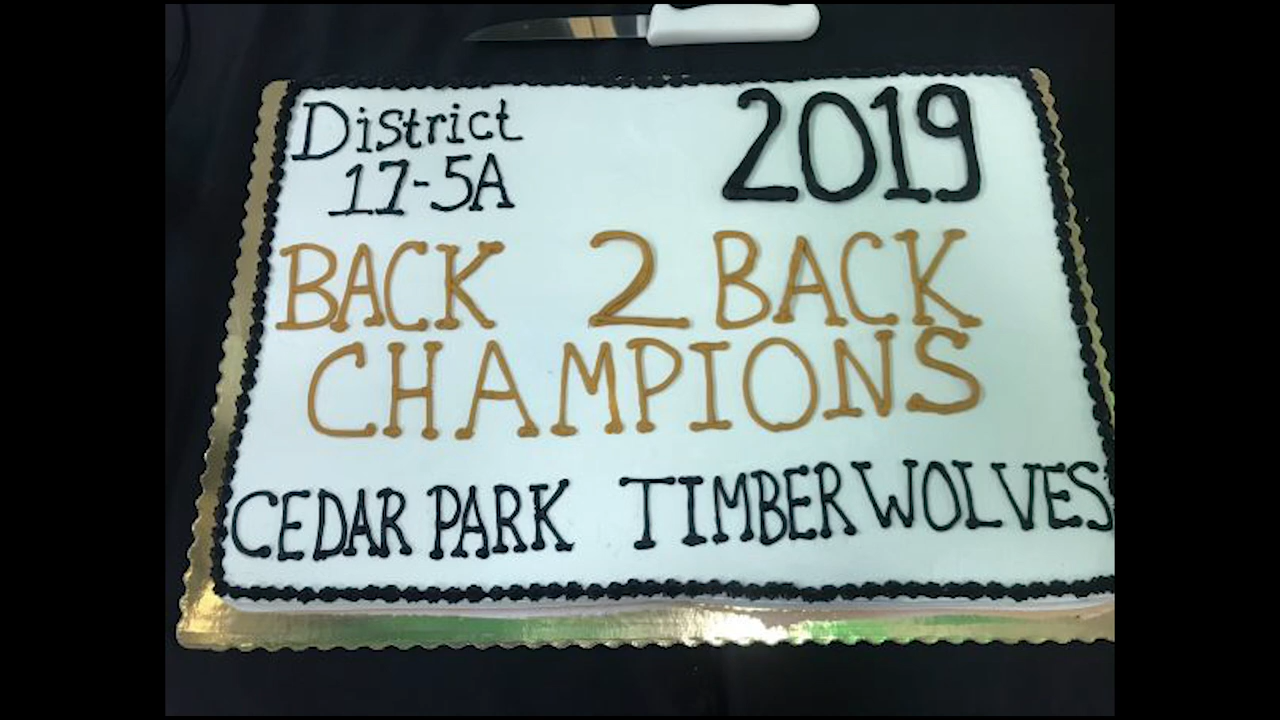 District 2019
17-5A
BACK 2 BACK
CHAMPIONS
CEDAR PARK TIMBERWOLVES